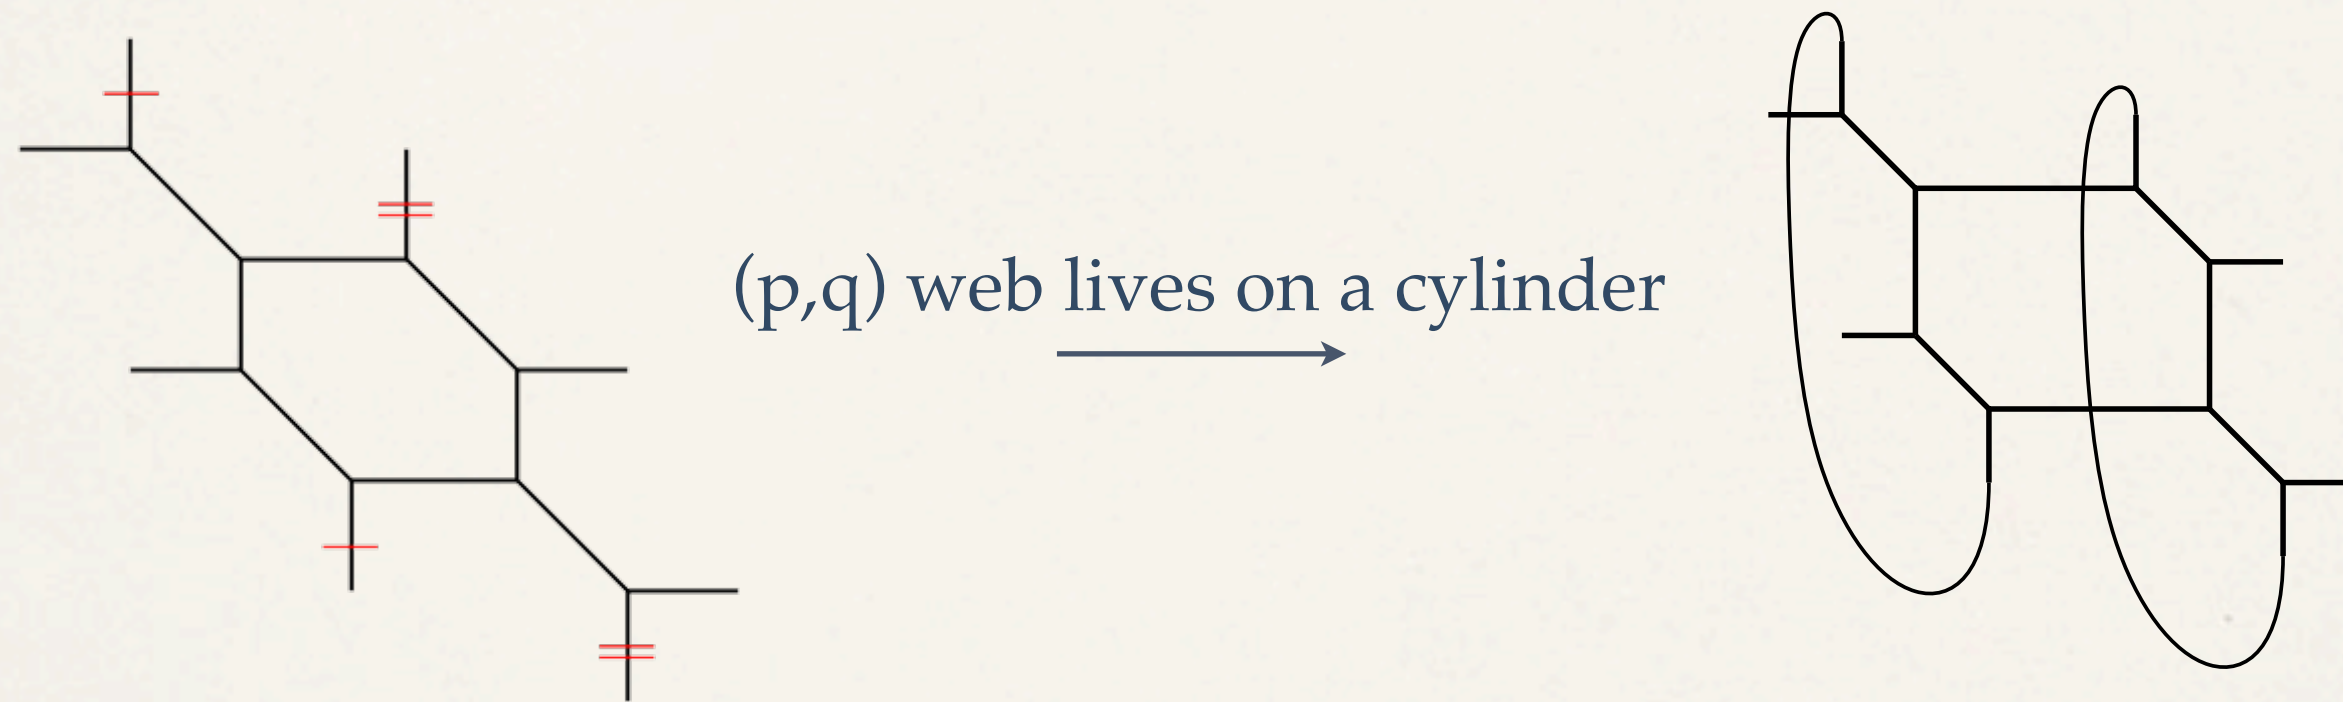 (p,q) web lives on a cylinder